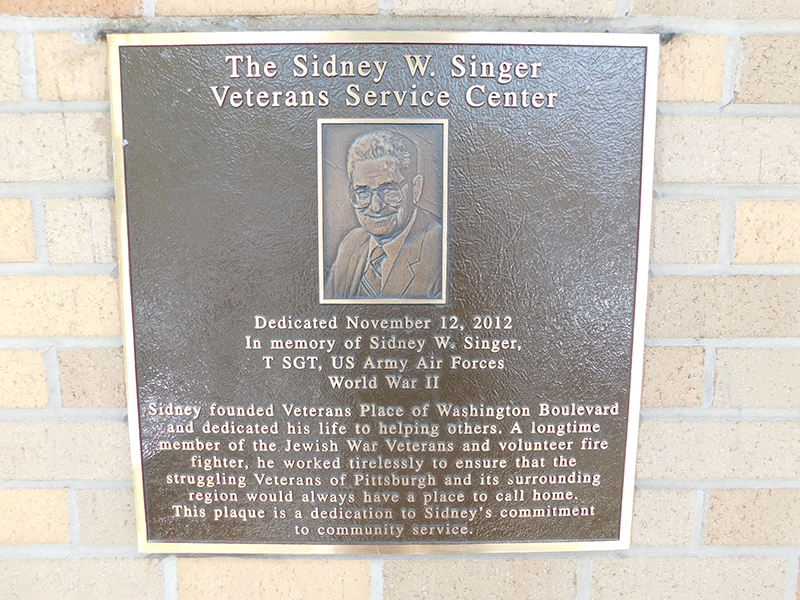 The Sidney W. Singer
Veterans Service Center
Dedicated November 12, 2012
In memory of Sidney W. Singer,
T SGT, US Army Air Forces
World War II
Sidney founded Veterans Place of Washington Boulevard
and dedicated his life to helping others. A longtime
member of the Jewish War Veterans and volunteer fire
fighter, he worked tirelessly to ensure that the
struggling Veterans of Pittsburgh and its surrounding
region would always have a place to call home.
This plaque is a dedication to Sidney's commitment
to community service.